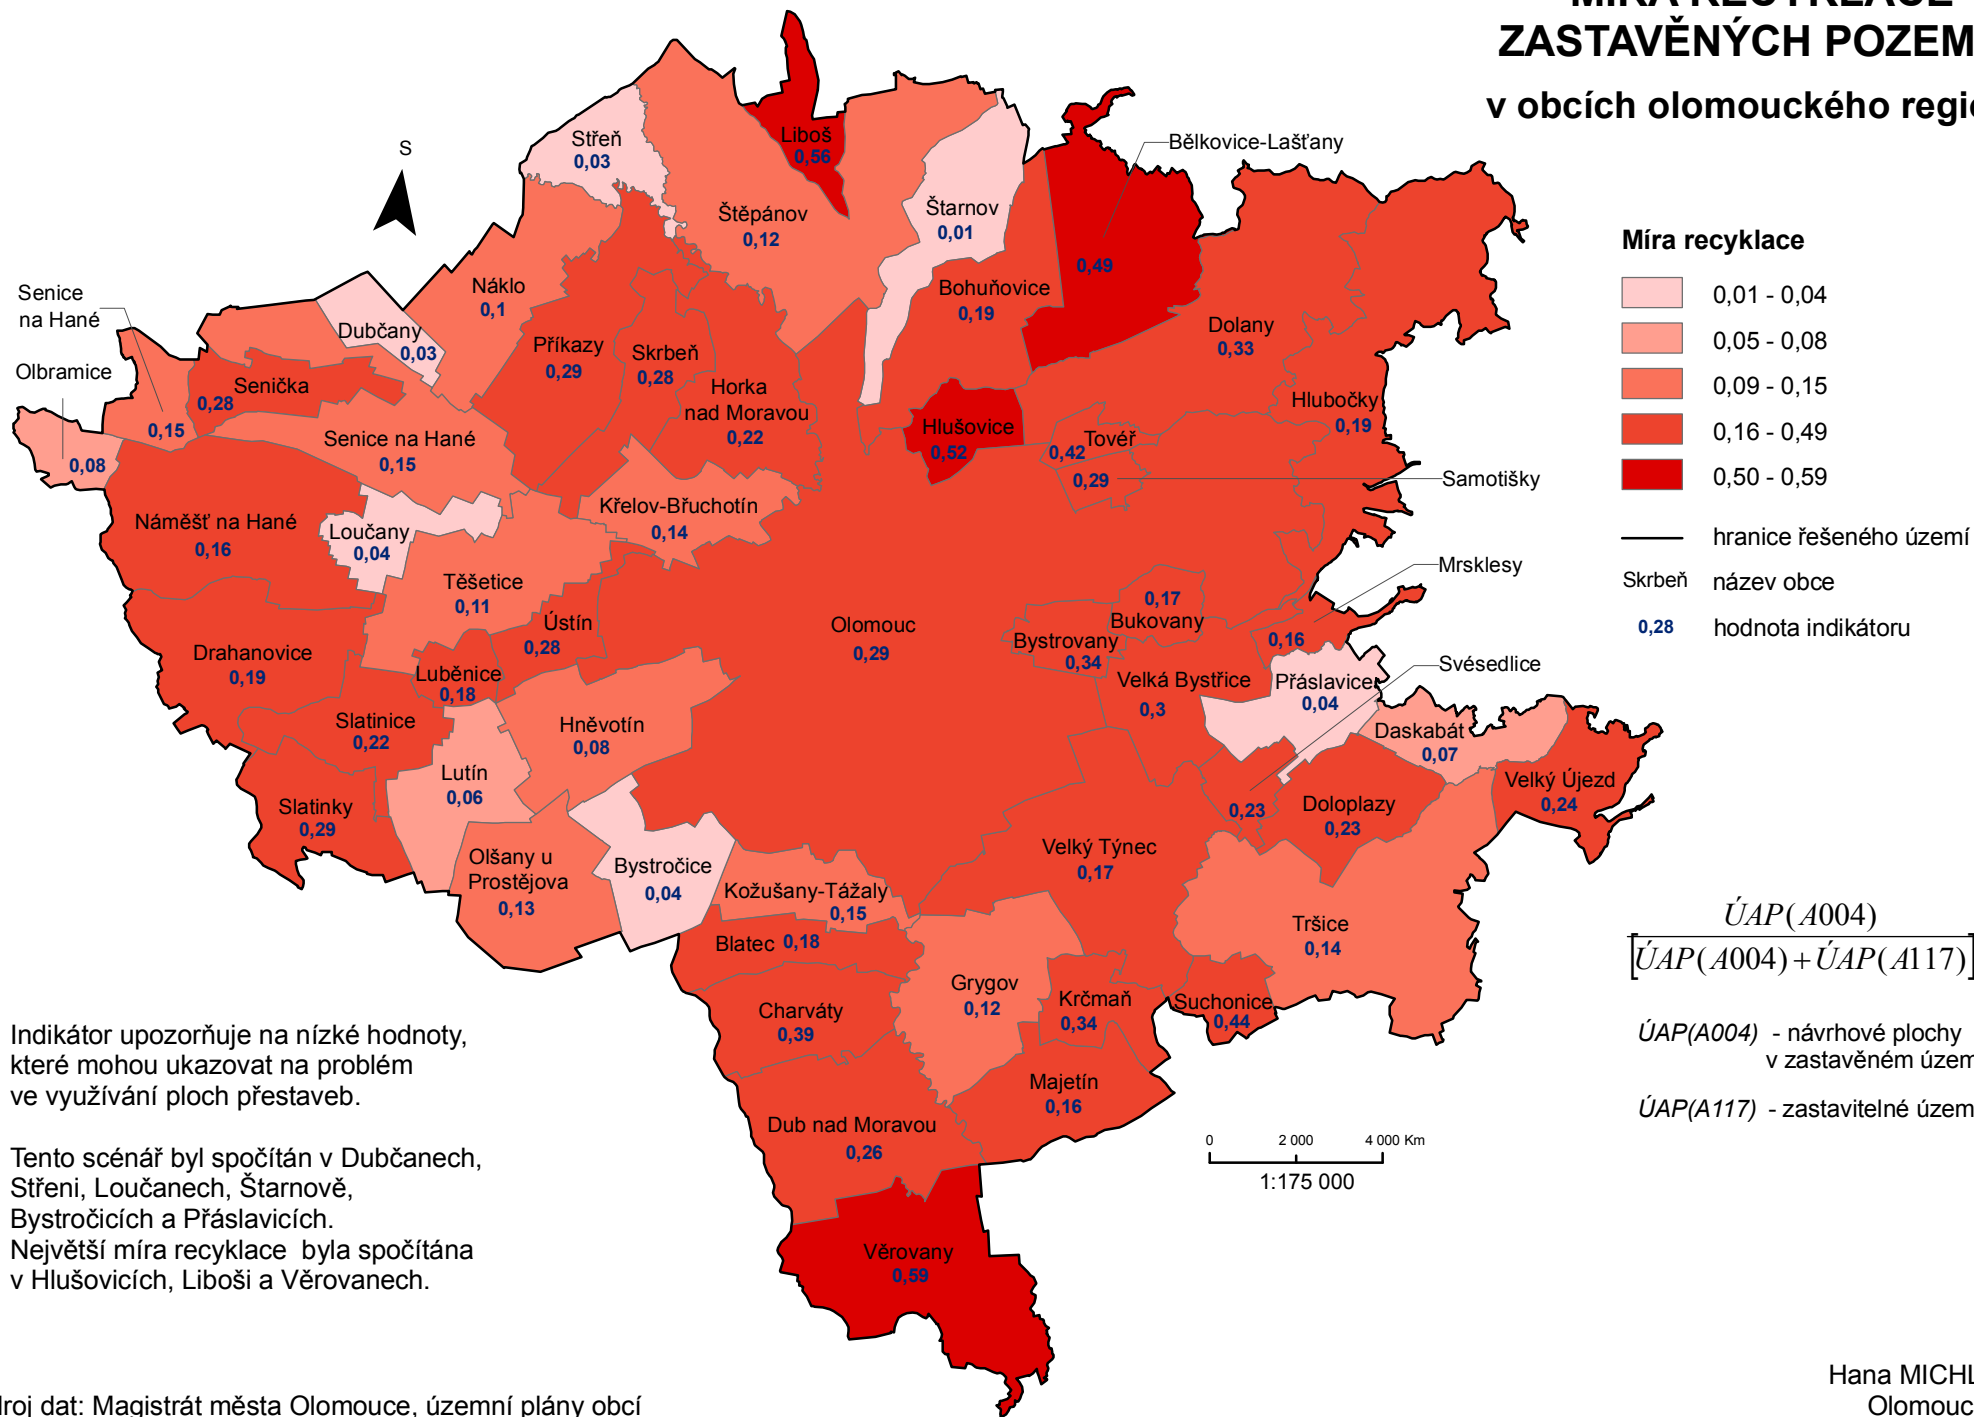 ZASTAVĚNÝCH POZEM
v obcích olomouckého regi
S
Střeň
0,03
Liboš
0,56
Bělkovice-Lašťany
0,49
Štěpánov
0,12
Štarnov
0,01
Náklo
0,1
Bohuňovice
0,19
Senice
na Hané
0,15
Dubčany
0,03
Příkazy
0,29
Skrbeň
0,28
Dolany
0,33
Olbramice
0,08
Senička
0,28
Horka
nad Moravou
0,22
Hlubočky
0,19
Senice na Hané
0,15
Hlušovice
0,52
Tovéř
0,42
Samotišky
0,29
Náměšť na Hané
0,16
Loučany
0,04
Křelov-Břuchotín
0,14
Těšetice
0,11
Mrsklesy
0,16
Ústín
0,28
Olomouc
0,29
0,17
Bukovany
Bystrovany
0,34
Drahanovice
0,19
Luběnice
0,18
Svésedlice
0,23
Velká Bystřice
0,3
Přáslavice
0,04
Slatinice
0,22
Hněvotín
0,08
Daskabát
0,07
Lutín
0,06
Velký Újezd
0,24
Slatinky
0,29
Doloplazy
0,23
Olšany u
Prostějova
0,13
Bystročice
0,04
Velký Týnec
0,17
Kožušany-Tážaly
0,15
Blatec 0,18
Tršice
0,14
Grygov
0,12
Krčmaň
0,34
Suchonice
0,44
Charváty
0,39
Majetín
0,16
Dub nad Moravou
0,26
Věrovany
0,59
Míra recyklace
0,01 - 0,04
0,05 - 0,08
0,09 - 0,15
0,16 - 0,49
0,50 - 0,59
hranice řešeného území
Skrbeň název obce
0,28 hodnota indikátoru
ÚAP(A004)
[ÚAP(A004)+ÚAP(A117)]
ÚAP(A004) - návrhové plochy
v zastavěném územ
ÚAP(A117) - zastavitelné územ
0 2 000 4 000 Km
1:175 000
Indikátor upozorňuje na nízké hodnoty,
které mohou ukazovat na problém
ve využívání ploch přestaveb.
Tento scénář byl spočítán v Dubčanech,
Střeni, Loučanech, Štarnově,
Bystročicích a Přáslavicích.
Největší míra recyklace byla spočítána
v Hlušovicích, Liboši a Věrovanech.
droj dat: Magistrát města Olomouce, územní plány obcí
Hana MICHL
Olomouc